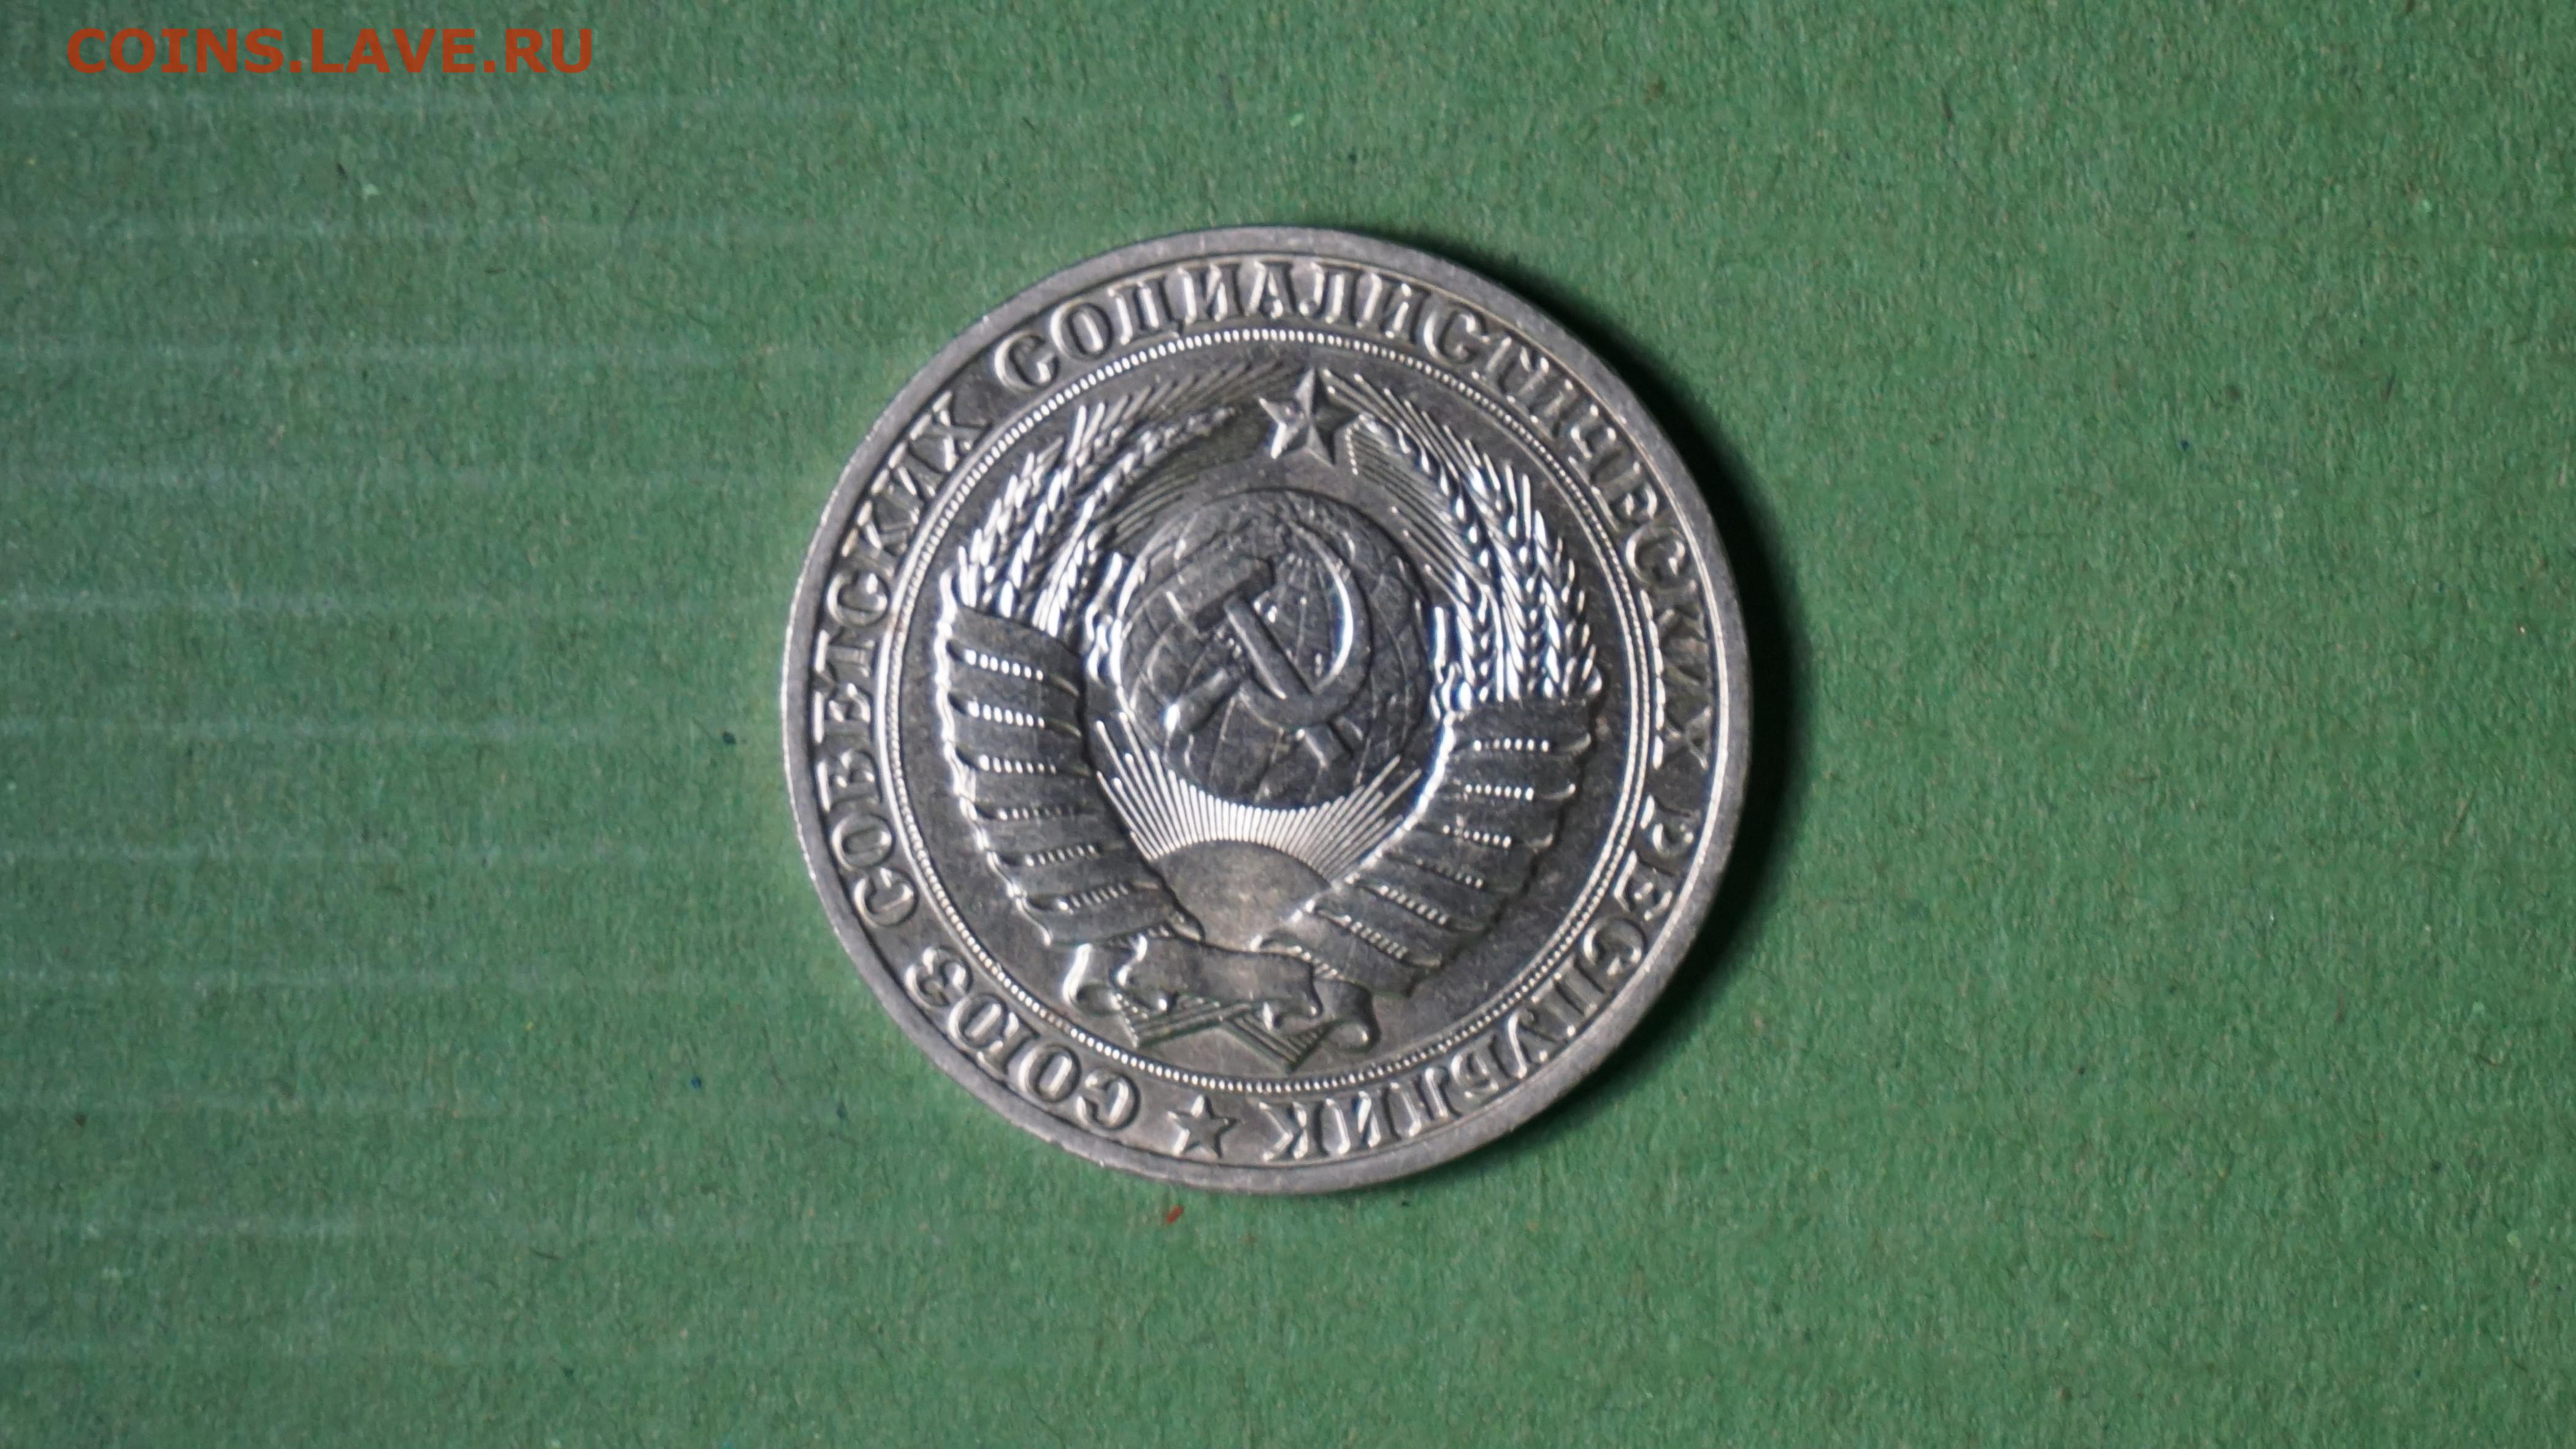 COINS.LAVE.RU
СОЮЗ СОВЕТСКИХ СОЦИАЛИСТИЧЕСКИХ РЕСПУБЛИК